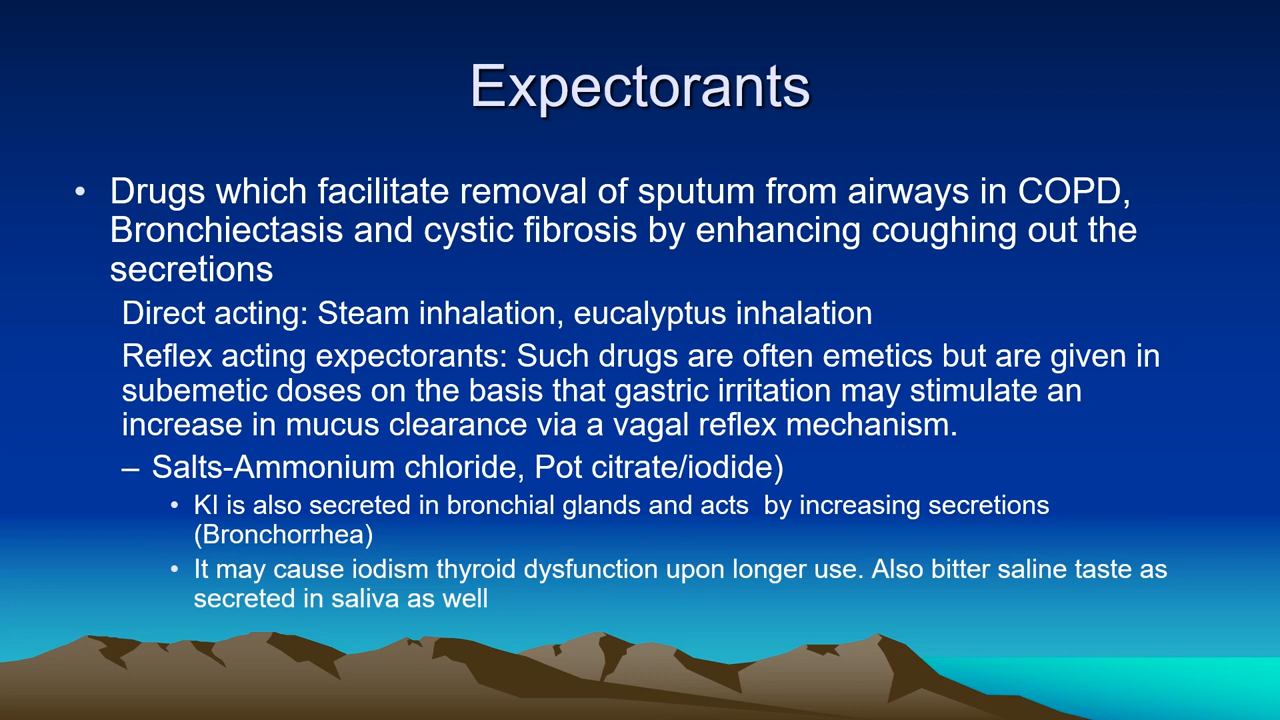 Expectorants
• Drugs which facilitate removal of sputum from airways in COPD,
Bronchiectasis and cystic fibrosis by enhancing coughing out the
secretions
Direct acting: Steam inhalation, eucalyptus inhalation
Reflex acting expectorants: Such drugs are often emetics but are given in
subemetic doses on the basis that gastric irritation may stimulate an
increase in mucus clearance via a vagal reflex mechanism.
– Salts-Ammonium chloride, Pot citrate/iodide)
• KI is also secreted in bronchial glands and acts  by increasing secretions
(Bronchorrhea)
• It may cause iodism thyroid dysfunction upon longer use. Also bitter saline taste as
secreted in saliva as well